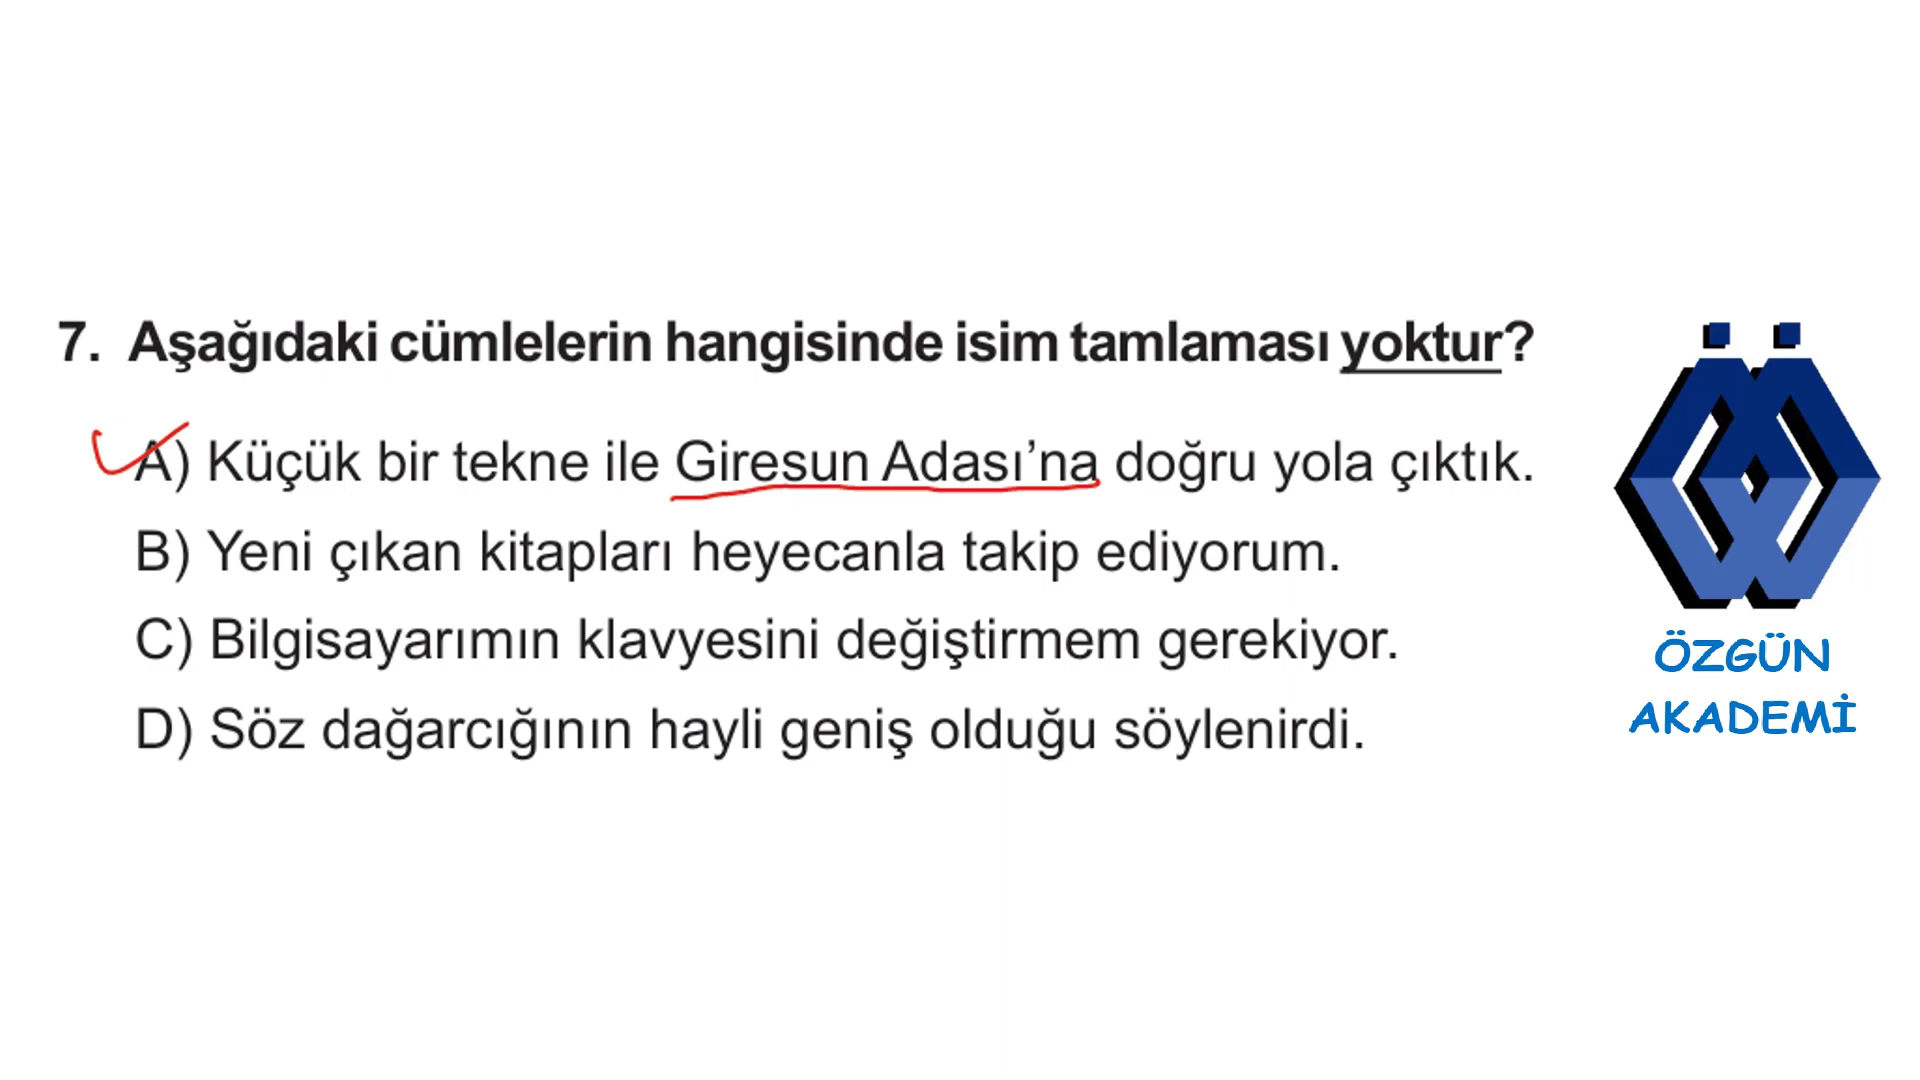 7. Aşağıdaki cümlelerin hangisinde isim tamlaması yoktur?
A) Küçük bir tekne ile Giresun Adası’na doğru yola çıktık.
B) Yeni çıkan kitapları heyecanla takip ediyorum.
C) Bilgisayarımın klavyesini değiştirmem gerekiyor.
D) Söz dağarcığının hayli geniş olduğu söylenirdi.
ÖZGÜN
AKADEMİ